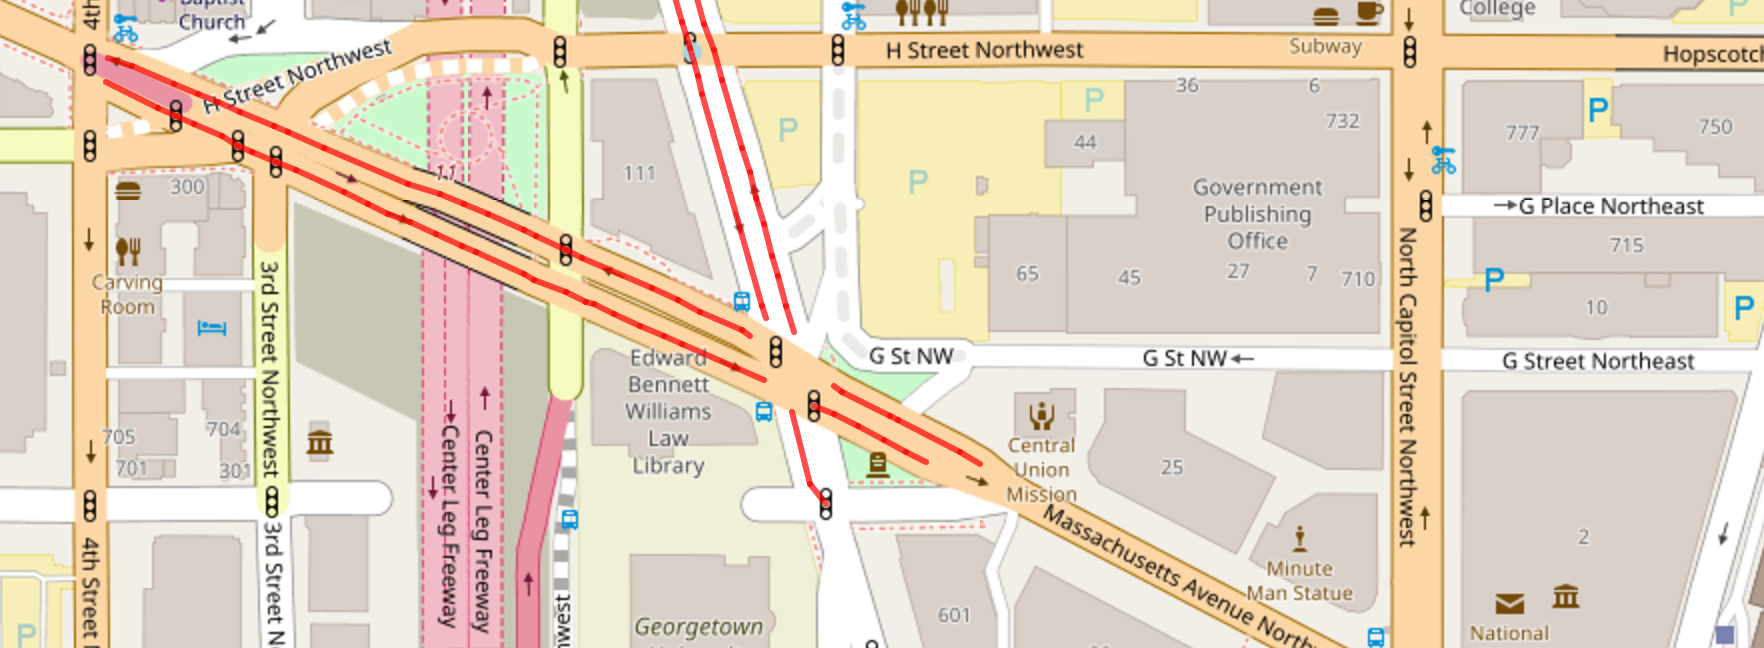 4th
Baptist
Church
H Street Northwest
H Street Northwest
Subway
College
Hopscotch
P
36
6
732
777
P
750
44
P
111
P
300
1.1
Government
Publishing
Office
G Place Northeast
715
Carving
Room
3rd Street Northwest
65
45
27
7
710
P
10
P
North Capitol Street Northwest
G St NW
G St NW
G Street Northeast
Edward
Bennett
Williams
Law
Library
705
704
701
301
Center Leg Freeway
Center Leg Freeway
Central
Union
Mission
25
Massachusetts Avenue North
4th Street
3rd Street N
west
2
Minute
Man Statue
601
National
P
Georgetown